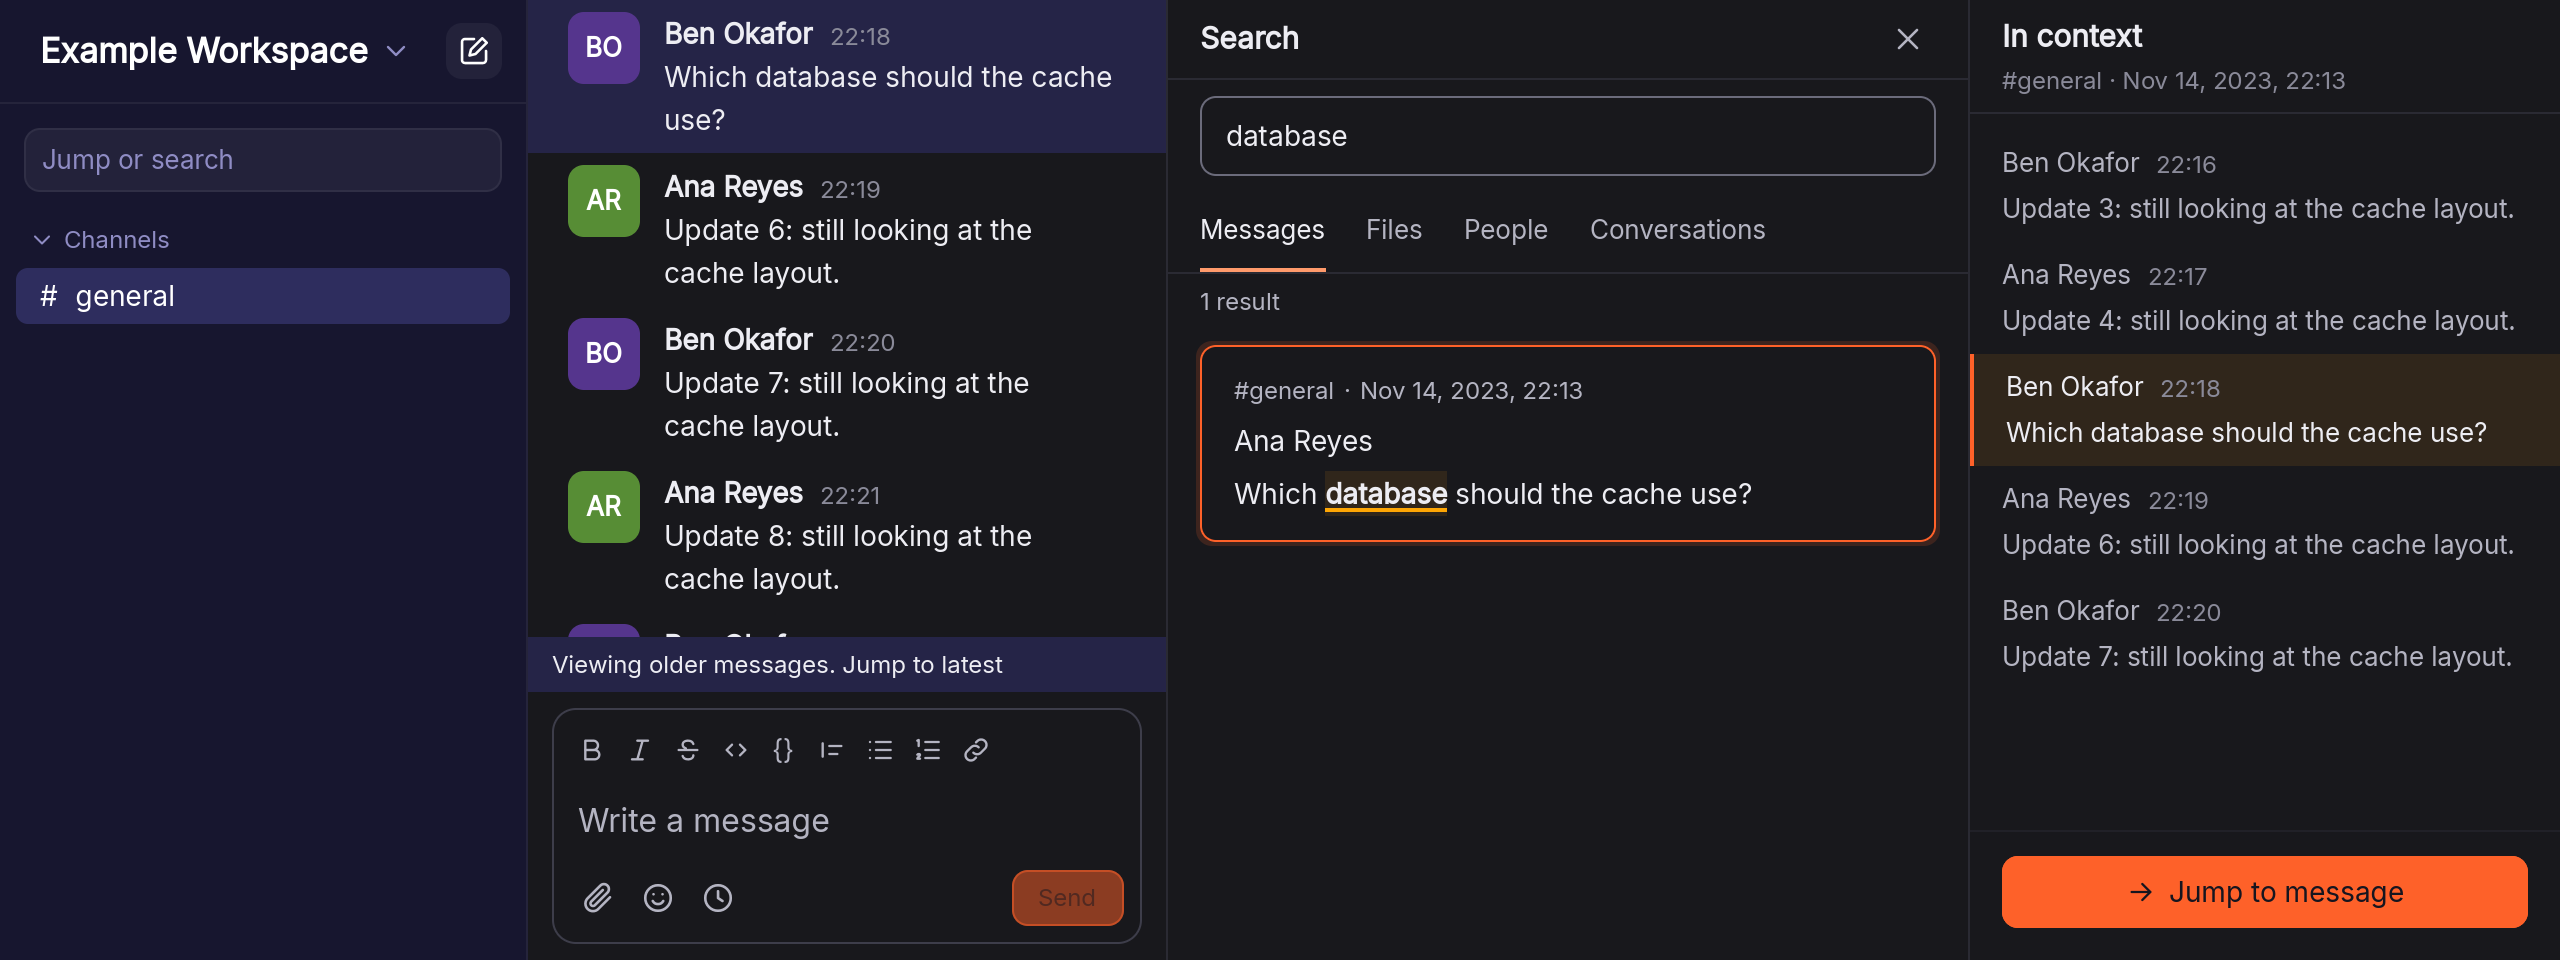 Example Workspace
Jump or search
Channels
# general
BO
Ben Okafor 22:18
Which database should the cache
use?
AR
Ana Reyes 22:19
Update 6: still looking at the
cache layout.
BO
Ben Okafor 22:20
Update 7: still looking at the
cache layout.
AR
Ana Reyes 22:21
Update 8: still looking at the
cache layout.
Viewing older messages. Jump to latest
Write a message
Send
Search
database
Messages Files People Conversations
1 result
#general · Nov 14, 2023, 22:13
Ana Reyes
Which database should the cache use?
In context
#general · Nov 14, 2023, 22:13
Ben Okafor 22:16
Update 3: still looking at the cache layout.
Ana Reyes 22:17
Update 4: still looking at the cache layout.
Ben Okafor 22:18
Which database should the cache use?
Ana Reyes 22:19
Update 6: still looking at the cache layout.
Ben Okafor 22:20
Update 7: still looking at the cache layout.
→ Jump to message